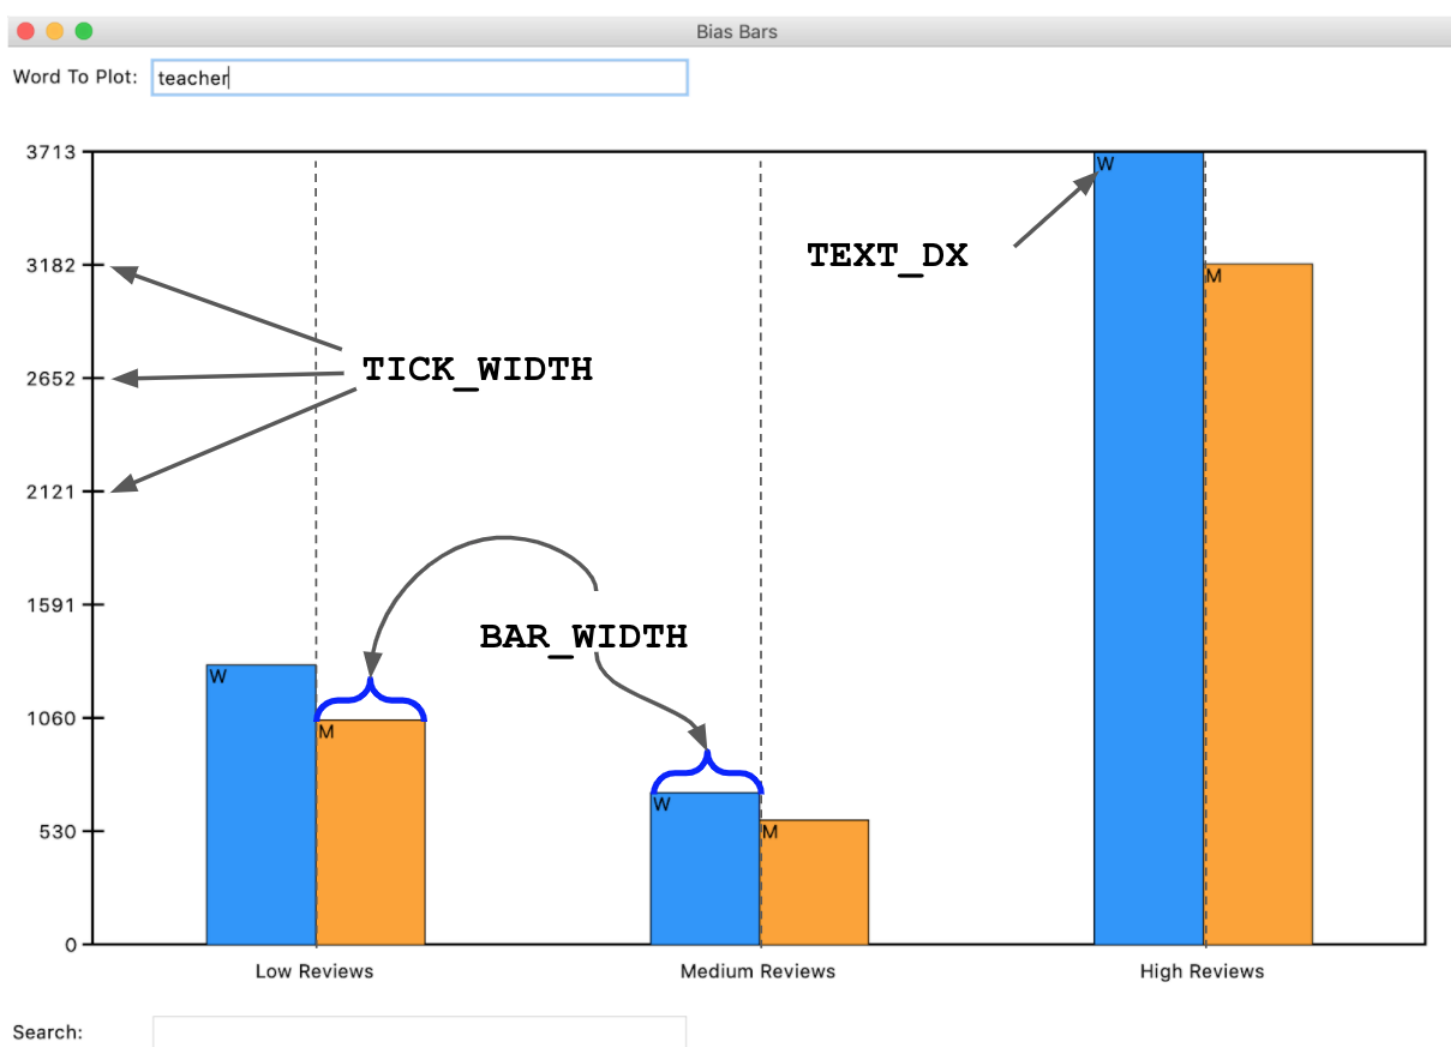 Bias Bars
Word To Plot: teacher
3713
W
TEXT_DX
3182
M
TICK_WIDTH
2652
2121
1591
BAR_WIDTH
W
1060
M
W
530
M
0
Low Reviews Medium Reviews High Reviews
Search: